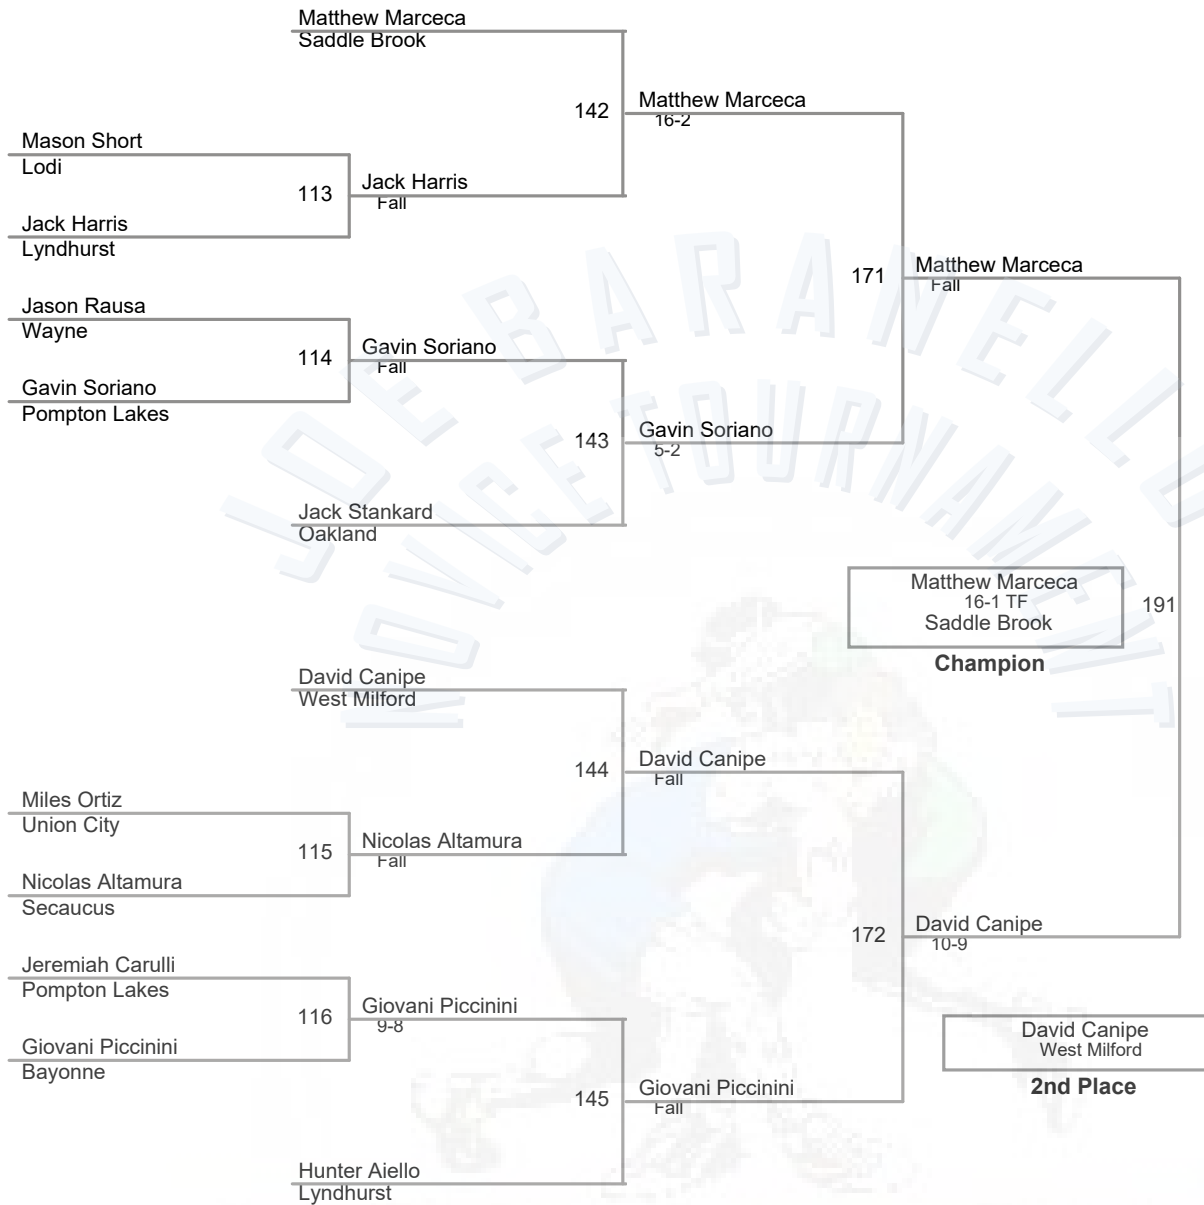 Matthew Marceca
Saddle Brook
142
Matthew Marceca
16-2
Mason Short
Lodi
113
Jack Harris
Fall
Jack Harris
Lyndhurst
171
Matthew Marceca
Fall
Jason Rausa
Wayne
114
Gavin Soriano
Fall
Gavin Soriano
Pompton Lakes
143
Gavin Soriano
5-2
Jack Stankard
Oakland
JOE BARANELLO
NOVICE TOURNAMENT
Matthew Marceca
16-1 TF
Saddle Brook
Champion
191
David Canipe
West Milford
144
David Canipe
Fall
Miles Ortiz
Union City
115
Nicolas Altamura
Fall
Nicolas Altamura
Secaucus
172
David Canipe
10-9
Jeremiah Carulli
Pompton Lakes
116
Giovani Piccinini
9-8
Giovani Piccinini
Bayonne
David Canipe
West Milford
2nd Place
145
Giovani Piccinini
Fall
Hunter Aiello
Lyndhurst